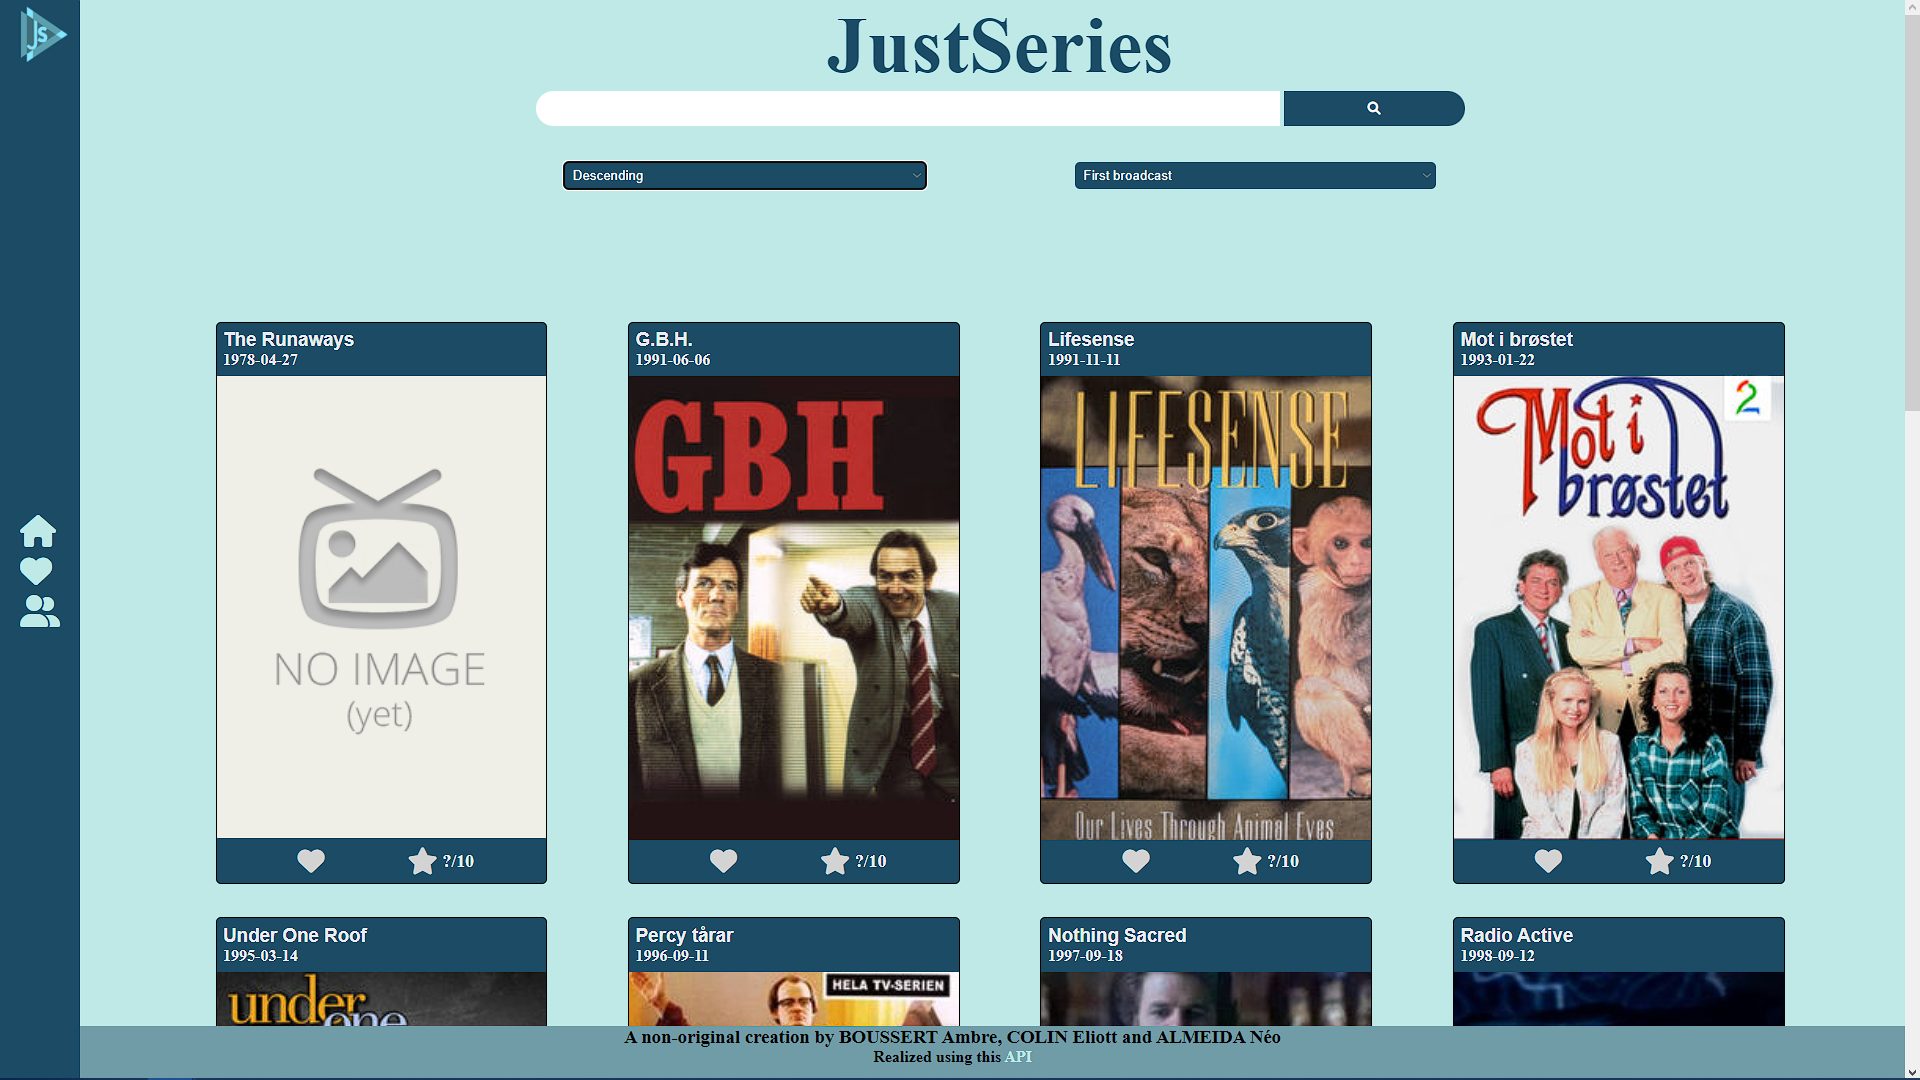 JS
JustSeries
Descending
First broadcast
The Runaways
1978-04-27
NO IMAGE
(yet)
?/10
G.B.H.
1991-06-06
GBH
?/10
Lifesense
1991-11-11
LIFESENSE
Our Lives Through Animal Eyes
?/10
Mot i brøstet
1993-01-22
2
Mot i
brøstet
?/10
Under One Roof
1995-03-14
under
one
Percy tårar
1996-09-11
HELA TV-SERIEN
Nothing Sacred
1997-09-18
Radio Active
1998-09-12
A non-original creation by BOUSSERT Ambre, COLIN Eliott and ALMEIDA Néo
Realized using this API